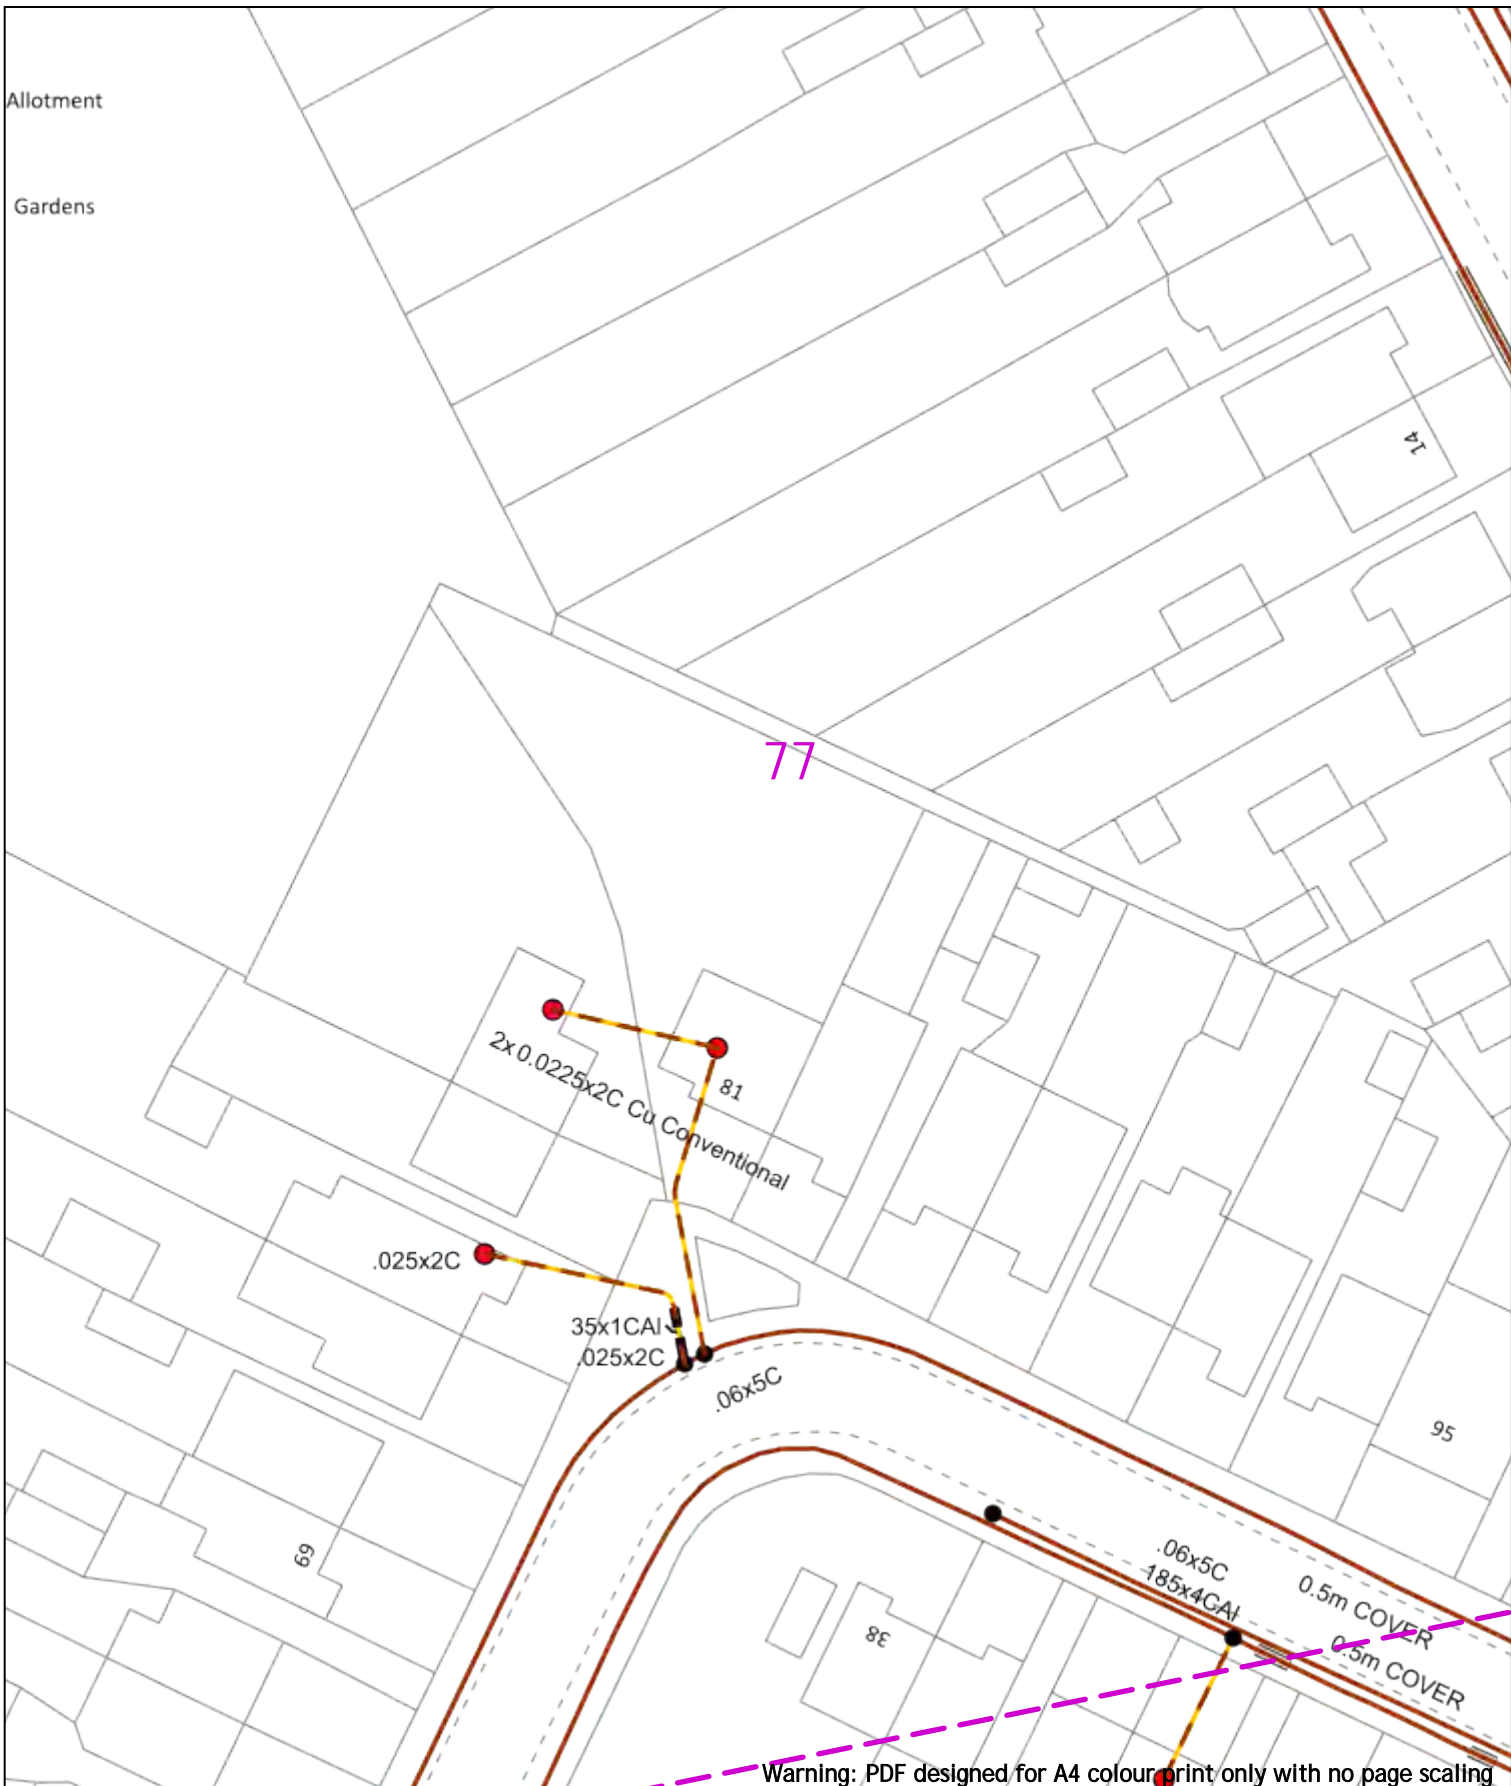 Allotment
Gardens
14
77
2x 0.0225x2C Cu Conventional
81
.025x2C
35x1CAl
.025x2C
.06x5C
95
69
.06x5C
185x4CAl
0.5m COVER
0.5m COVER
38
Warning: PDF designed for A4 colour print only with no page scaling